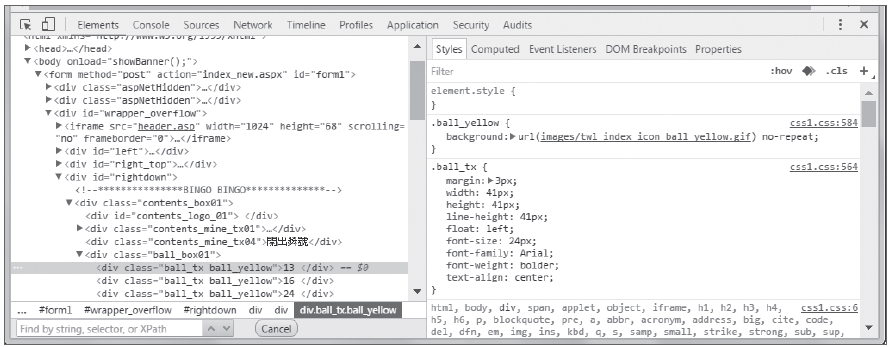 Elements Console Sources Network Timeline Profiles Application Security Audits
<html xmlns="http://www.w3.org/1999/xhtml">
<head>…</head>
<body onload="showBanner();">
<form method="post" action="index_new.aspx" id="form1">
<div class="aspNetHidden">…</div>
<div class="aspNetHidden">…</div>
<div id="wrapper_overflow">
<iframe src="header.asp" width="1024" height="68" scrolling=
"no" frameborder="0">…</iframe>
<div id="left">…</div>
<div id="right_top">…</div>
<div id="rightdown">
<!--***************BINGO BINGO**************-->
<div class="contents_box01">
<div id="contents_logo_01"> </div>
<div class="contents_mine_tx01">…</div>
<div class="contents_mine_tx04">開出獎號</div>
<div class="ball_box01">
<div class="ball_tx ball_yellow">13 </div> == $0
<div class="ball_tx ball_yellow">16 </div>
<div class="ball_tx ball_yellow">24 </div>
... #form1 #wrapper_overflow #rightdown div div div.ball_tx.ball_yellow
Find by string, selector, or XPath Cancel
Styles Computed Event Listeners DOM Breakpoints Properties
Filter :hov .cls +
element.style {
}
.ball_yellow { css1.css:584
background: url(images/twl_index_icon_ball_yellow.gif) no-repeat;
}
.ball_tx { css1.css:564
margin: 3px;
width: 41px;
height: 41px;
line-height: 41px;
float: left;
font-size: 24px;
font-family: Arial;
font-weight: bolder;
text-align: center;
}
html, body, div, span, applet, object, iframe, h1, h2, h3, h4, css1.css:6
h5, h6, p, blockquote, pre, a, abbr, acronym, address, big, cite, code,
del, dfn, em, img, ins, kbd, q, s, samp, small, strike, strong, sub, sup,